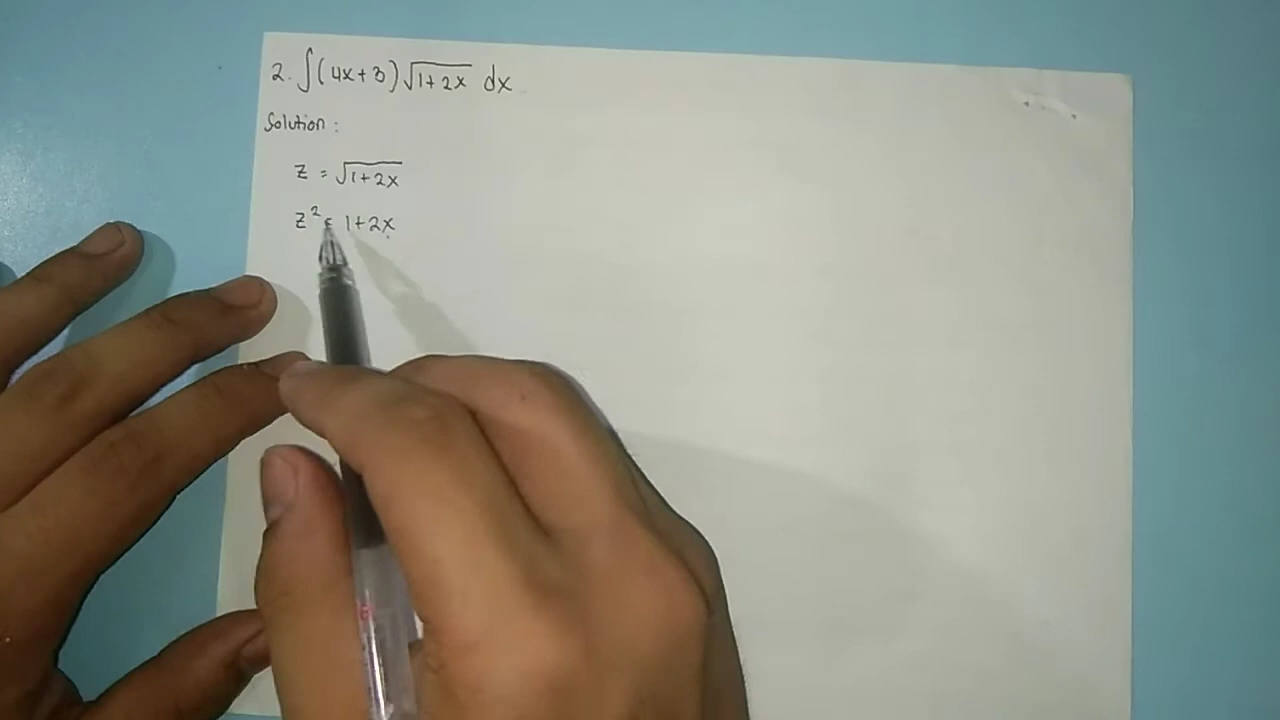 2. ∫(4x+3)√(1+2x) dx
Solution:
z = √(1+2x)
z² = 1+2x